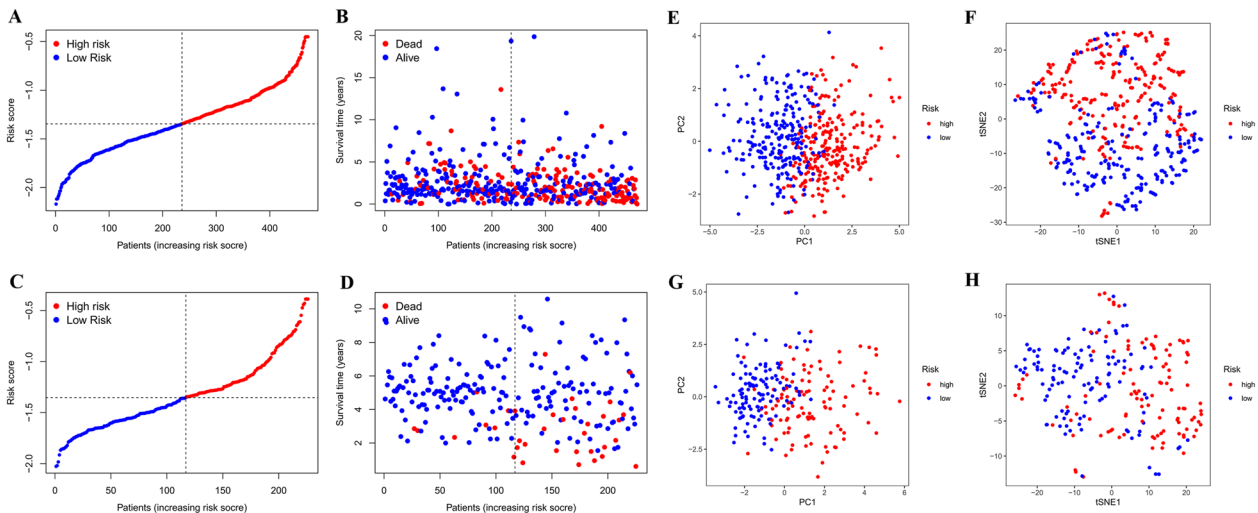 A
High risk
Low Risk
Risk score
−0.5
−1.0
−1.5
−2.0
0
100
200
300
400
Patients (increasing risk socre)
B
Dead
Alive
Survival time (years)
20
15
10
5
0
0
100
200
300
400
Patients (increasing risk socre)
E
PC2
4
2
0
−2
−5.0
−2.5
0.0
2.5
5.0
PC1
Risk
high
low
F
tSNE2
20
10
0
−10
−20
−30
−20
−10
0
10
20
tSNE1
Risk
high
low
C
High risk
Low Risk
Risk score
−0.5
−1.0
−1.5
−2.0
0
50
100
150
200
Patients (increasing risk socre)
D
Dead
Alive
Survival time (years)
10
8
6
4
2
0
50
100
150
200
Patients (increasing risk socre)
G
PC2
5.0
2.5
0.0
−2.5
−2
0
2
4
6
PC1
Risk
high
low
H
tSNE2
10
5
0
−5
−10
−20
−10
0
10
20
tSNE1
Risk
high
low